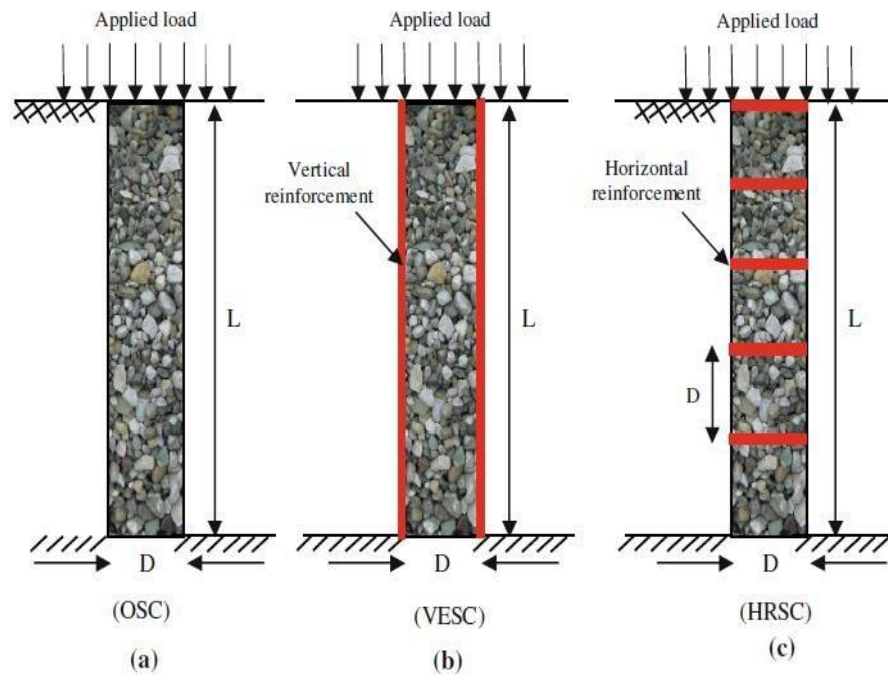 Applied load
L
D
(OSC)
(a)
Applied load
Vertical
reinforcement
L
D
(VESC)
(b)
Applied load
Horizontal
reinforcement
L
D
D
(HRSC)
(c)